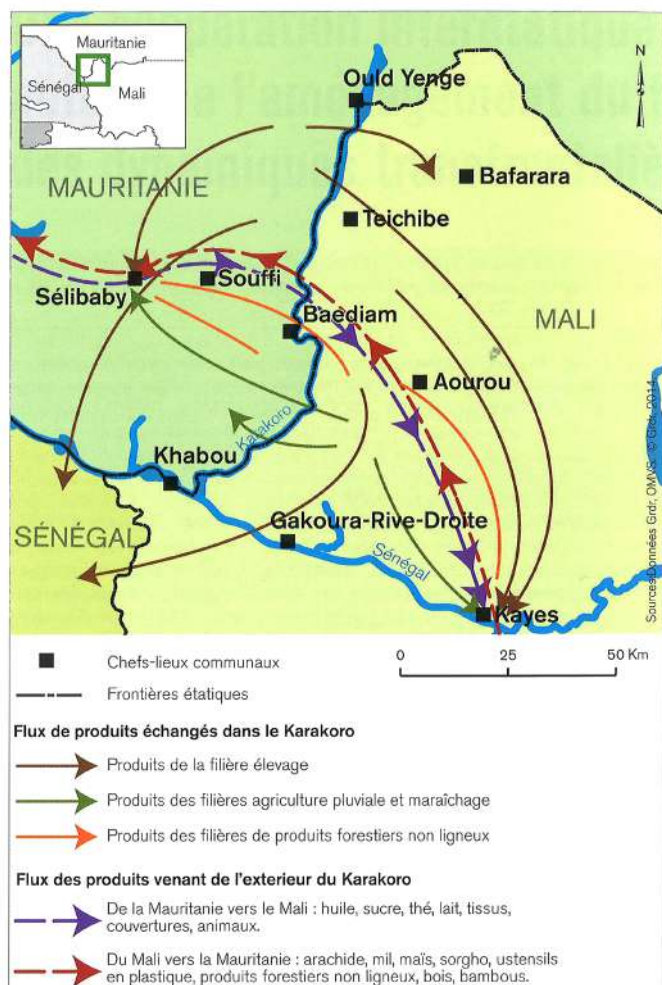 Mauritanie
Sénégal
Mali
N
Ould Yenge
MAURITANIE
Bafarara
Teichibe
Sélibaby
Souffi
Baediam
MALI
Aourou
Karakoro
Khabou
SÉNÉGAL
Gakoura-Rive-Droite
Sénégal
Kayes
Sources Données Grdr, OMVS. © Grdr, 2014
Chefs-lieux communaux
0 25 50 Km
Frontières étatiques
Flux de produits échangés dans le Karakoro
Produits de la filière élevage
Produits des filières agriculture pluviale et maraîchage
Produits des filières de produits forestiers non ligneux
Flux des produits venant de l'exterieur du Karakoro
De la Mauritanie vers le Mali : huile, sucre, thé, lait, tissus,
couvertures, animaux.
Du Mali vers la Mauritanie : arachide, mil, maïs, sorgho, ustensils
en plastique, produits forestiers non ligneux, bois, bambous.